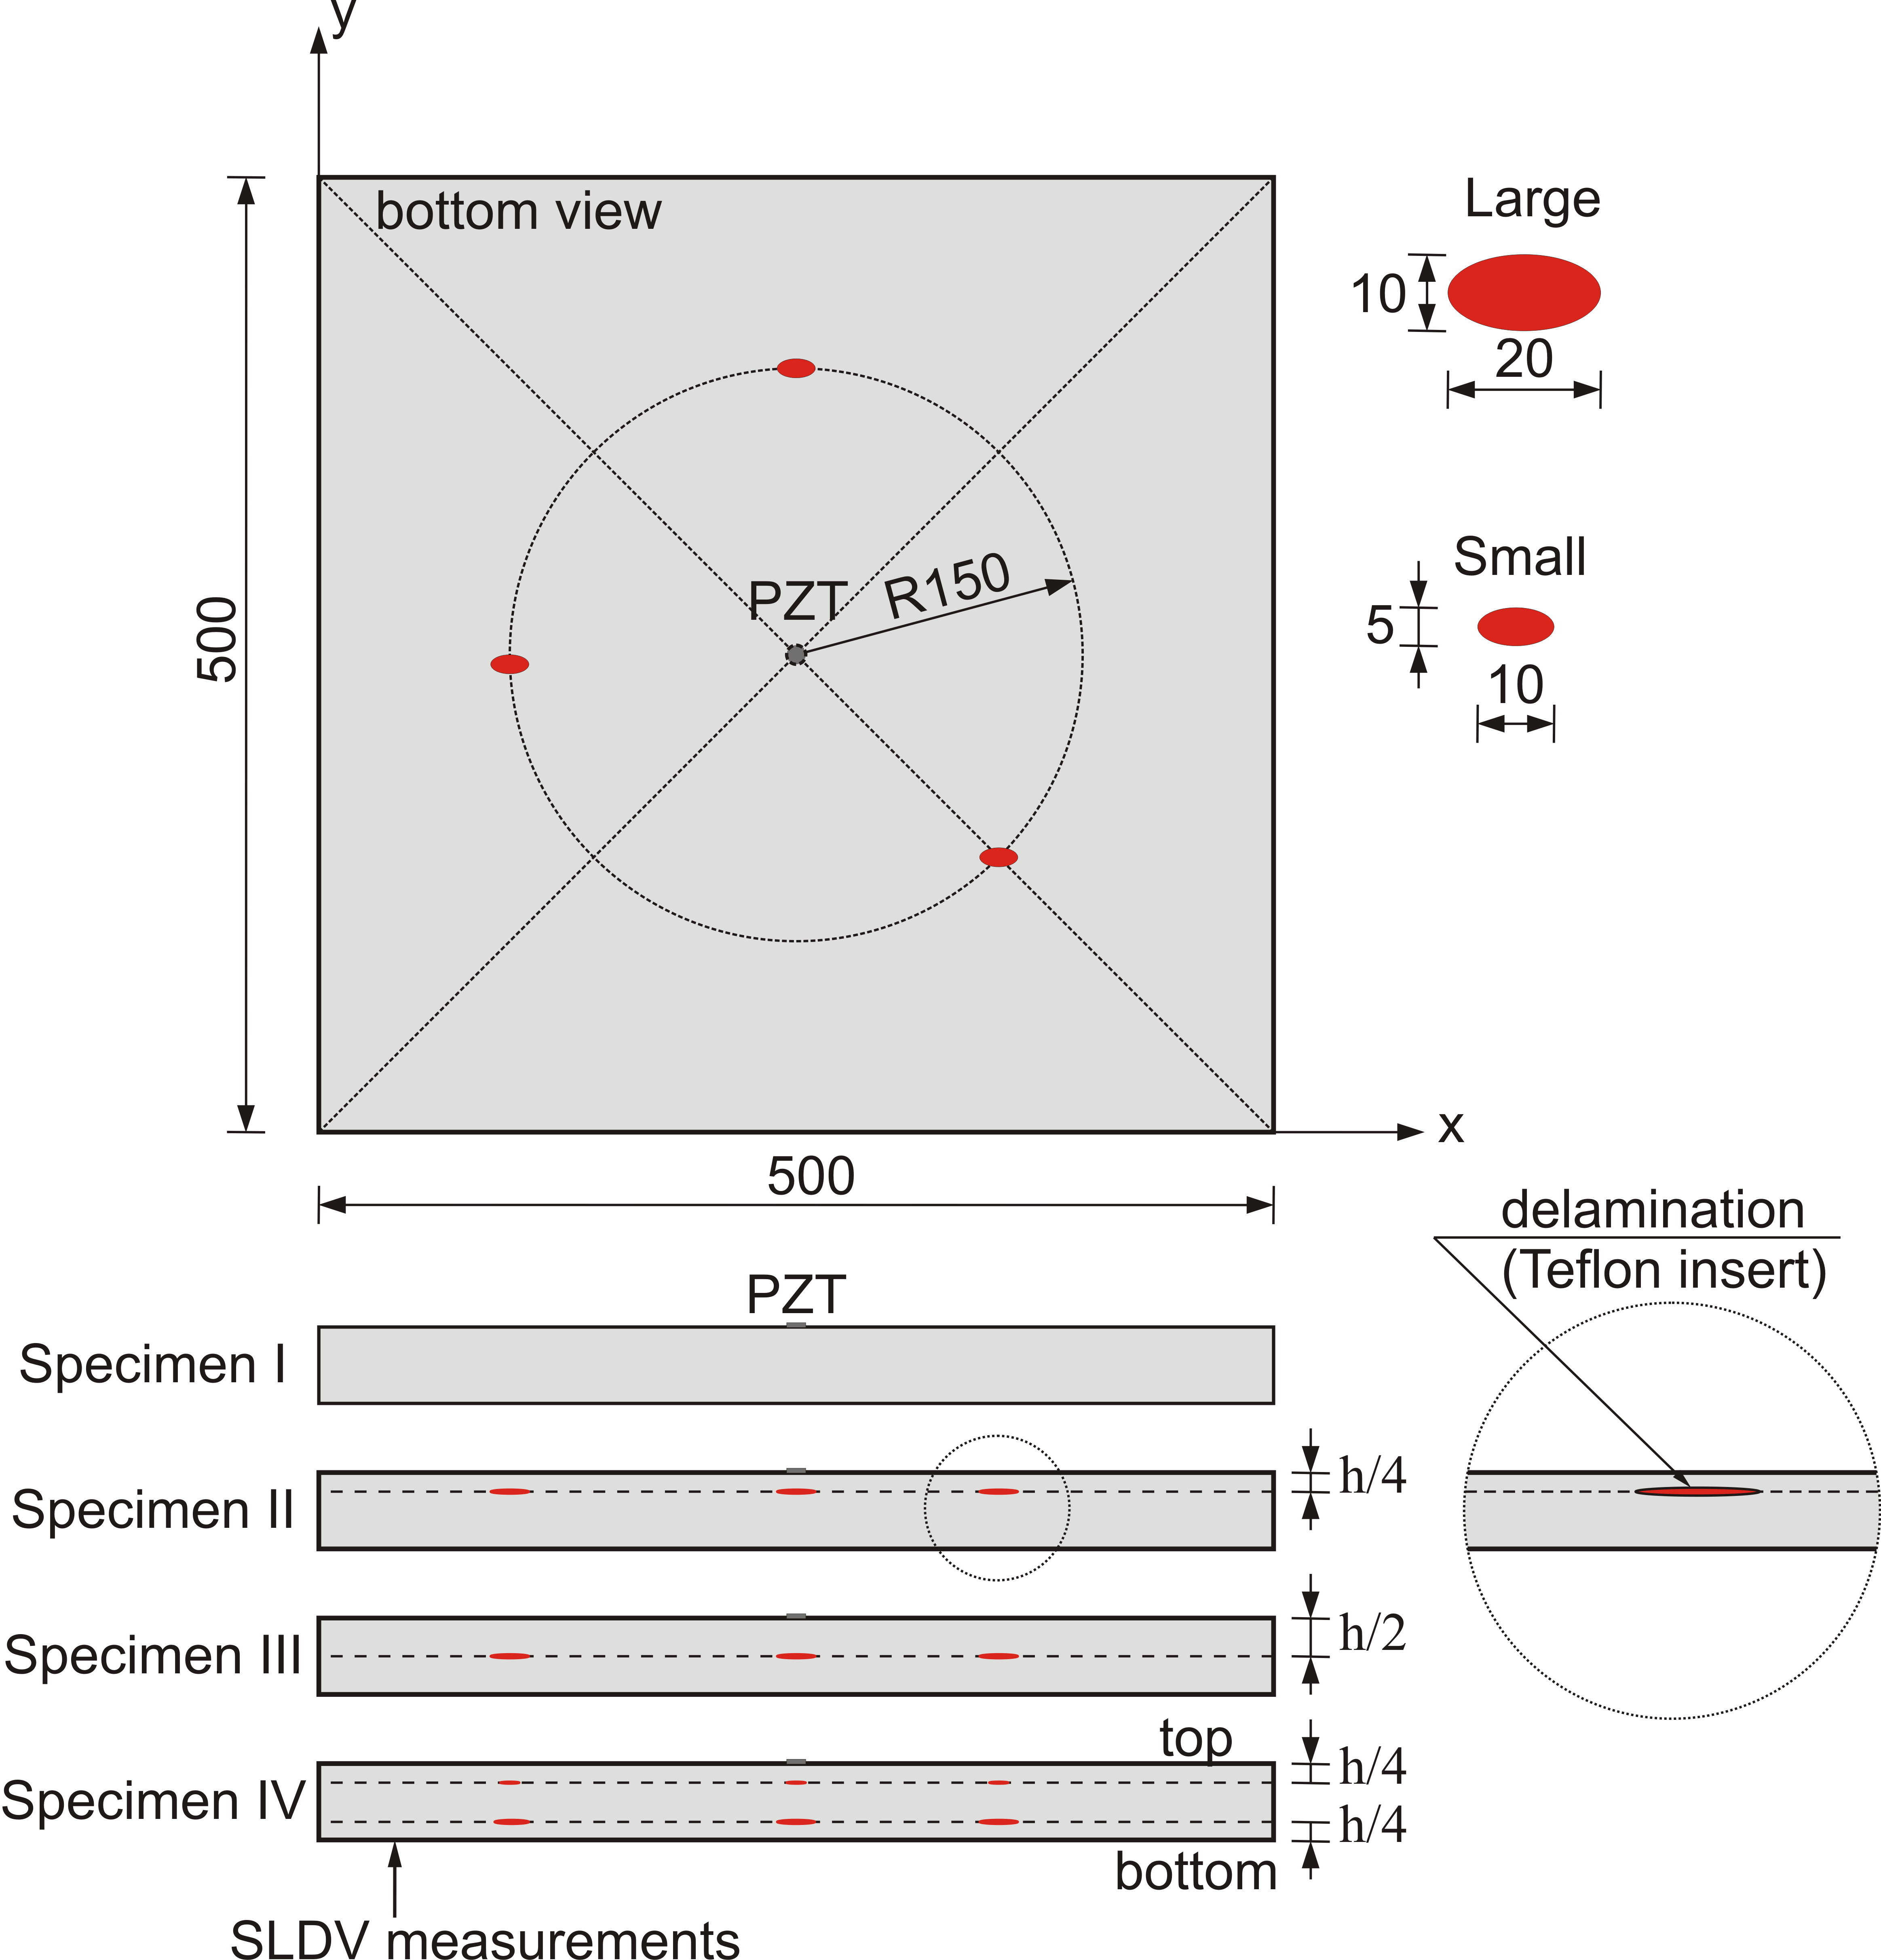 y
bottom view
Large
10
20
PZT
R150
500
Small
5
10
x
500
delamination
(Teflon insert)
PZT
Specimen I
Specimen II
h/4
Specimen III
h/2
top
Specimen IV
h/4
h/4
bottom
SLDV measurements